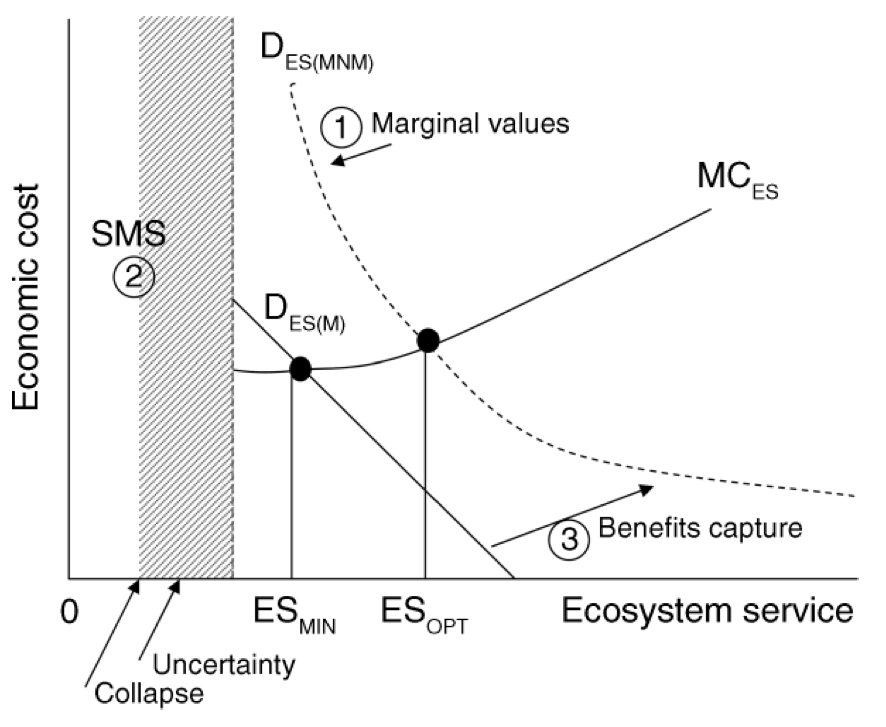 D_ES(MNM)
1 Marginal values
MC_ES
Economic cost
SMS
2
D_ES(M)
3 Benefits capture
0
ES_MIN
ES_OPT
Ecosystem service
Uncertainty
Collapse